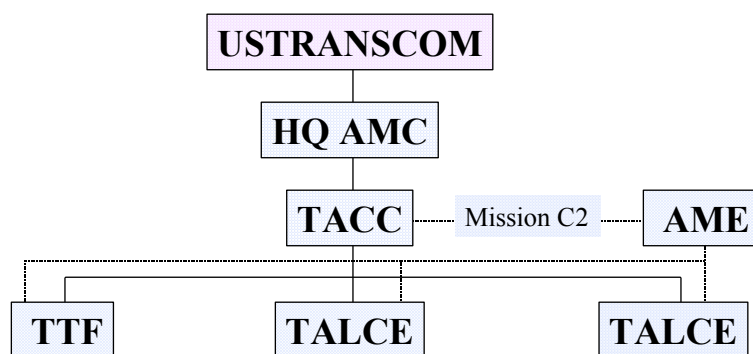 USTRANSCOM
HQ AMC
TACC
Mission C2
AME
TTF
TALCE
TALCE